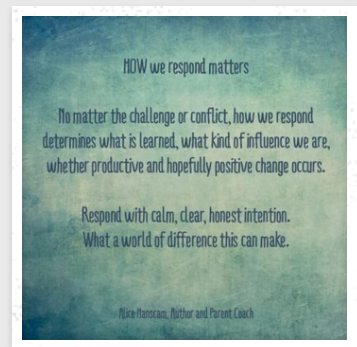 HOW we respond matters
No matter the challenge or conflict, how we respond
determines what is learned, what kind of influence we are,
whether productive and hopefully positive change occurs.
Respond with calm, clear, honest intention.
What a world of difference this can make.
Alice Hanscam, Author and Parent Coach